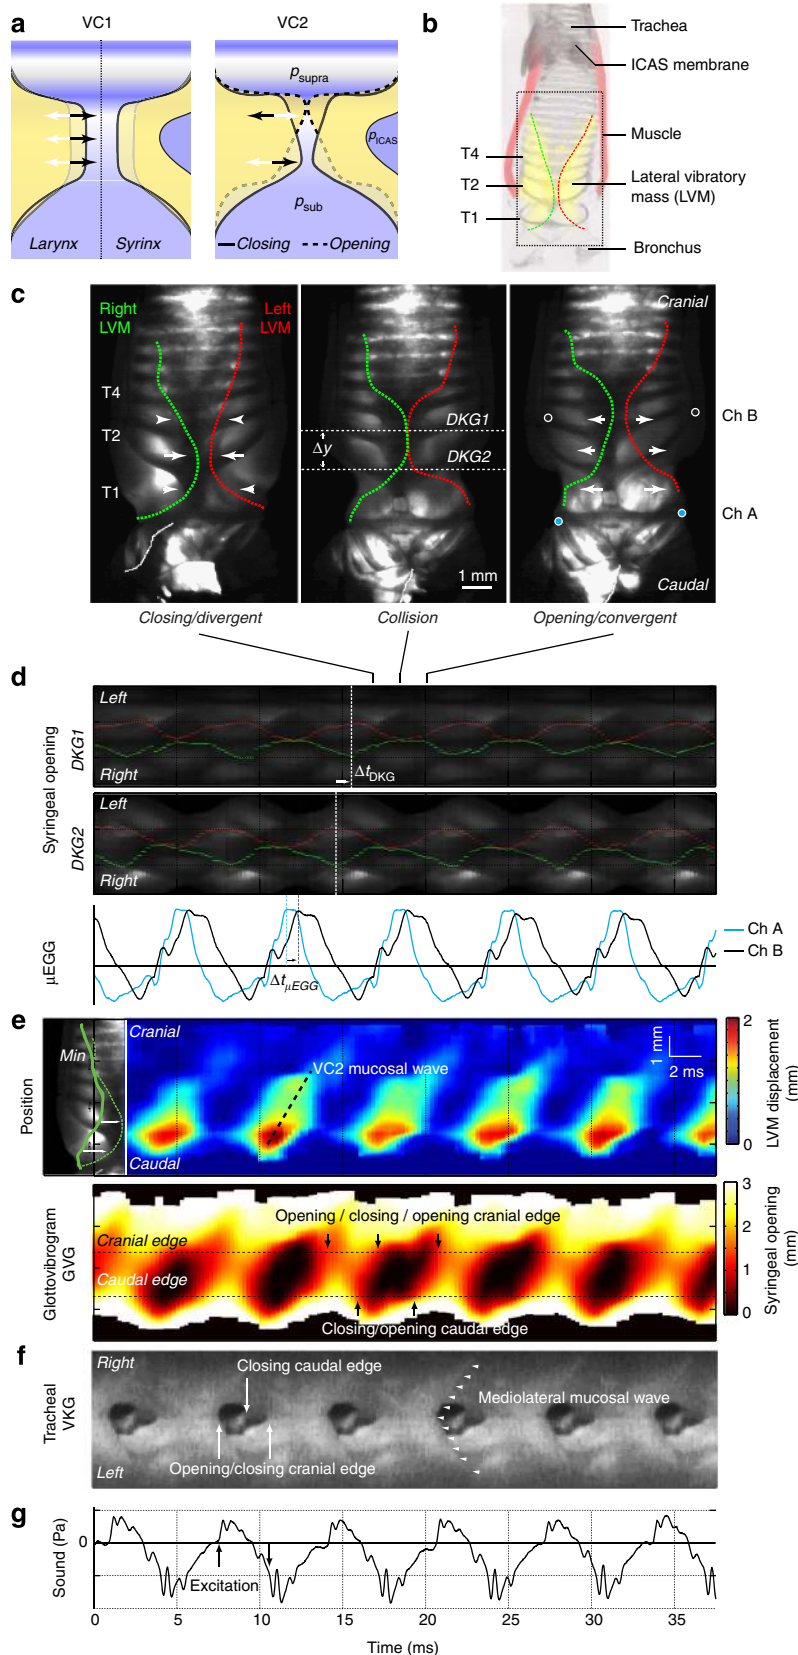 a
VC1
VC2
b
Trachea
ICAS membrane
Muscle
Lateral vibratory
mass (LVM)
Bronchus
T4
T2
T1
psupra
pICAS
psub
Larynx
Syrinx
Closing
Opening
c
Right
LVM
Left
LVM
Cranial
T4
T2
T1
DKG1
Δy
DKG2
Ch B
Ch A
1 mm
Caudal
Closing/divergent
Collision
Opening/convergent
d
Syringeal opening
DKG1
Left
Right
ΔtDKG
DKG2
Left
Right
μEGG
ΔtμEGG
Ch A
Ch B
e
Position
Min
Cranial
VC2 mucosal wave
1 mm
2 ms
Caudal
2
0
LVM displacement
(mm)
Glottovibrogram
GVG
Opening / closing / opening cranial edge
Cranial edge
Caudal edge
Closing/opening caudal edge
3
2
1
0
Syringeal opening
(mm)
f
Tracheal
VKG
Right
Closing caudal edge
Mediolateral mucosal wave
Left
Opening/closing cranial edge
g
Sound (Pa)
0
Excitation
0 5 10 15 20 25 30 35
Time (ms)